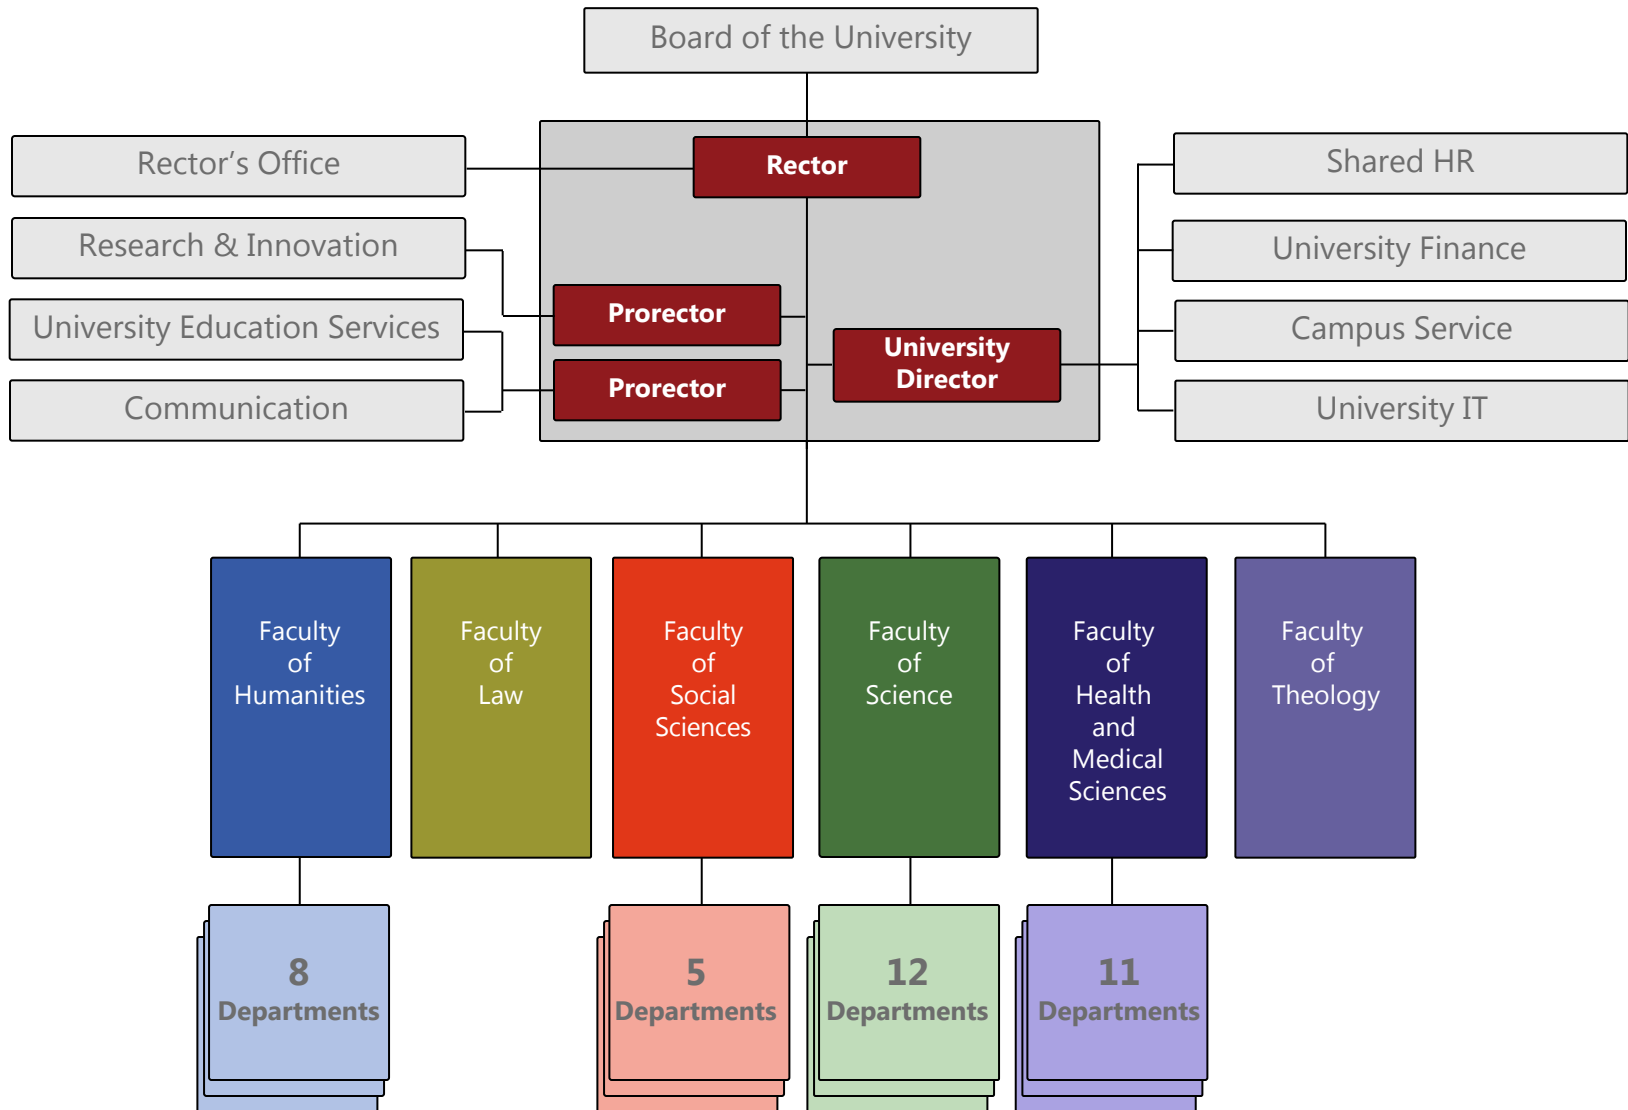 Board of the University
Rector’s Office
Rector
Shared HR
Research & Innovation
University Finance
Prorector
University Education Services
University
Director
Campus Service
Prorector
Communication
University IT
Faculty
of
Humanities
Faculty
of
Law
Faculty
of
Social
Sciences
Faculty
of
Science
Faculty
of
Health
and
Medical
Sciences
Faculty
of
Theology
8
Departments
5
Departments
12
Departments
11
Departments